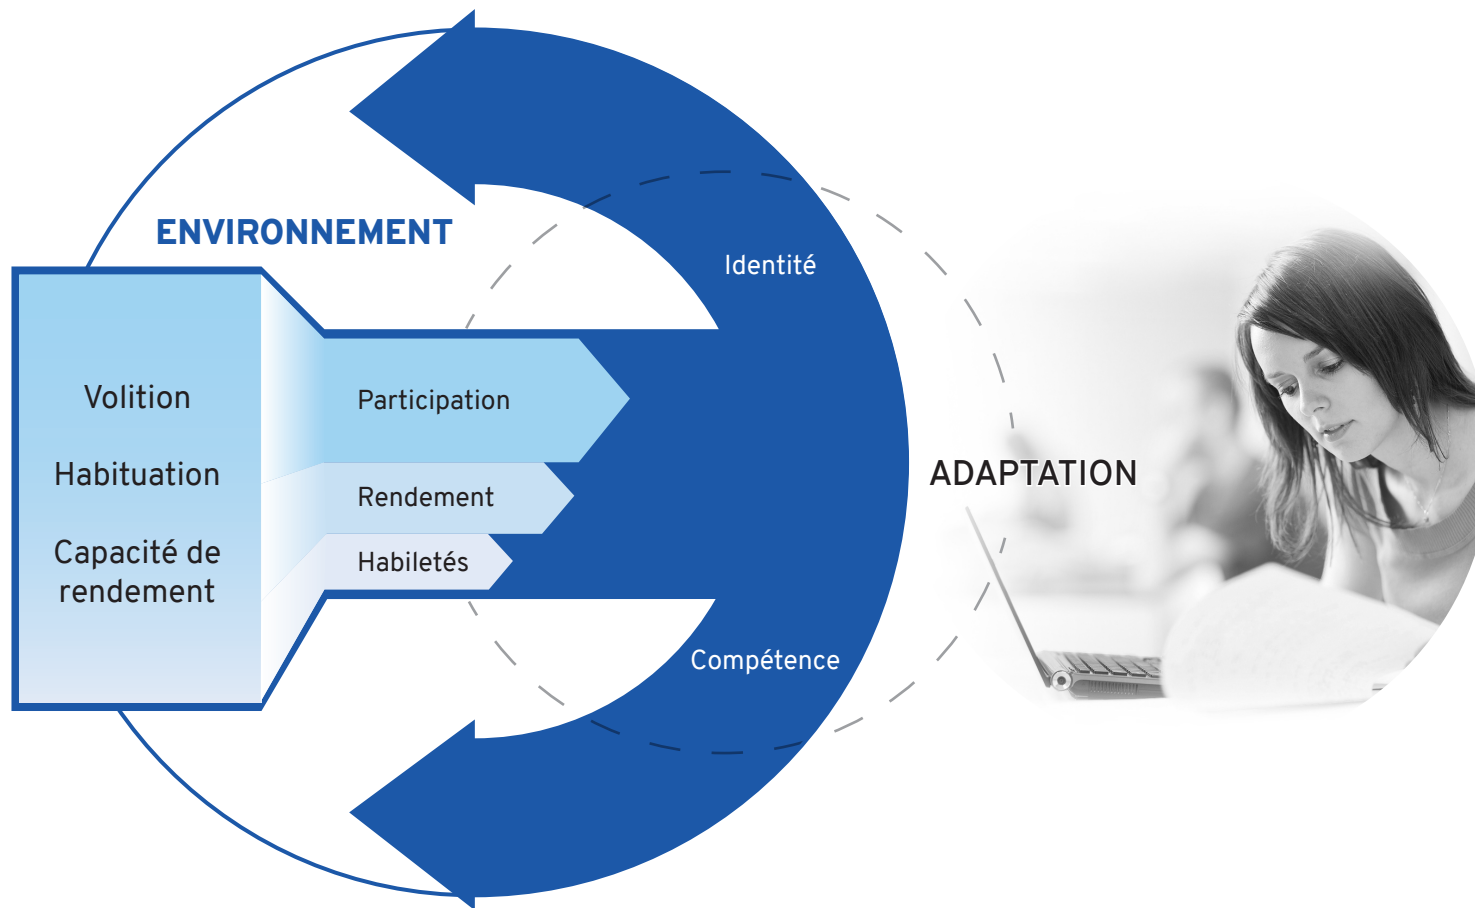 ENVIRONNEMENT
Identité
Volition
Habituation
Capacité de
rendement
Participation
Rendement
Habiletés
ADAPTATION
Compétence